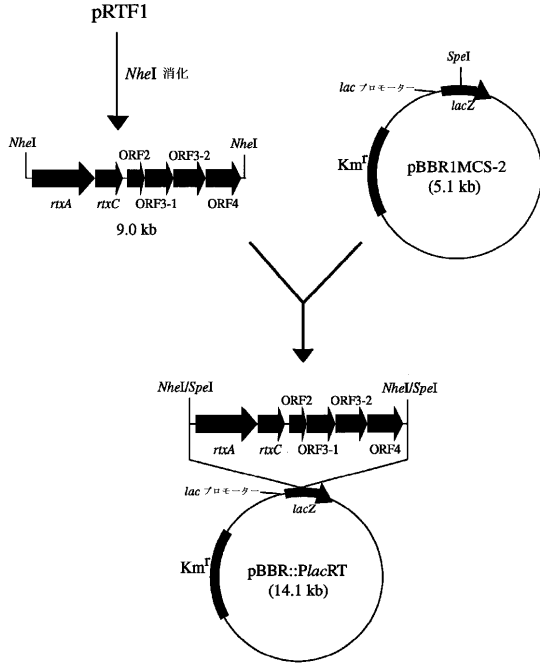 pRTF1
NheI 消化
NheI
ORF2
ORF3-2
NheI
rtxA
rtxC
ORF3-1
ORF4
9.0 kb
SpeI
lac プロモーター
lacZ
Kmr
pBBR1MCS-2
(5.1 kb)
NheI/SpeI
NheI/SpeI
ORF2
ORF3-2
rtxA
rtxC
ORF3-1
ORF4
lac プロモーター
lacZ
Kmr
pBBR::PlacRT
(14.1 kb)